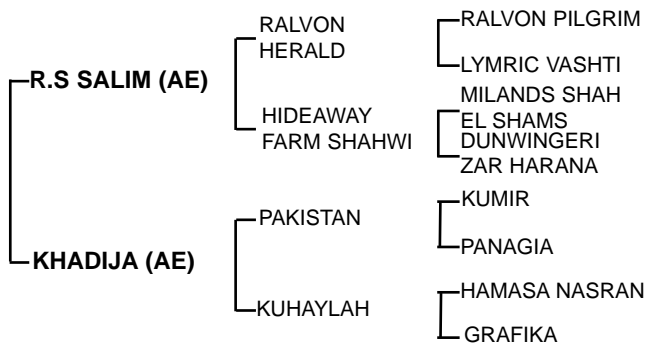 R.S SALIM (AE)
RALVON
HERALD
RALVON PILGRIM
LYMRIC VASHTI
HIDEAWAY
FARM SHAHWI
MILANDS SHAH
EL SHAMS
DUNWINGERI
ZAR HARANA
KHADIJA (AE)
PAKISTAN
KUMIR
PANAGIA
KUHAYLAH
HAMASA NASRAN
GRAFIKA